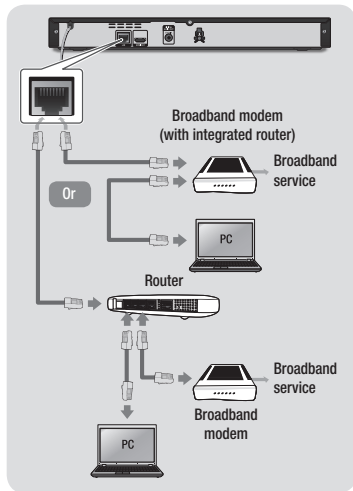 Broadband modem
(with integrated router)
Broadband
service
Or
PC
Router
Broadband
service
Broadband
modem
PC